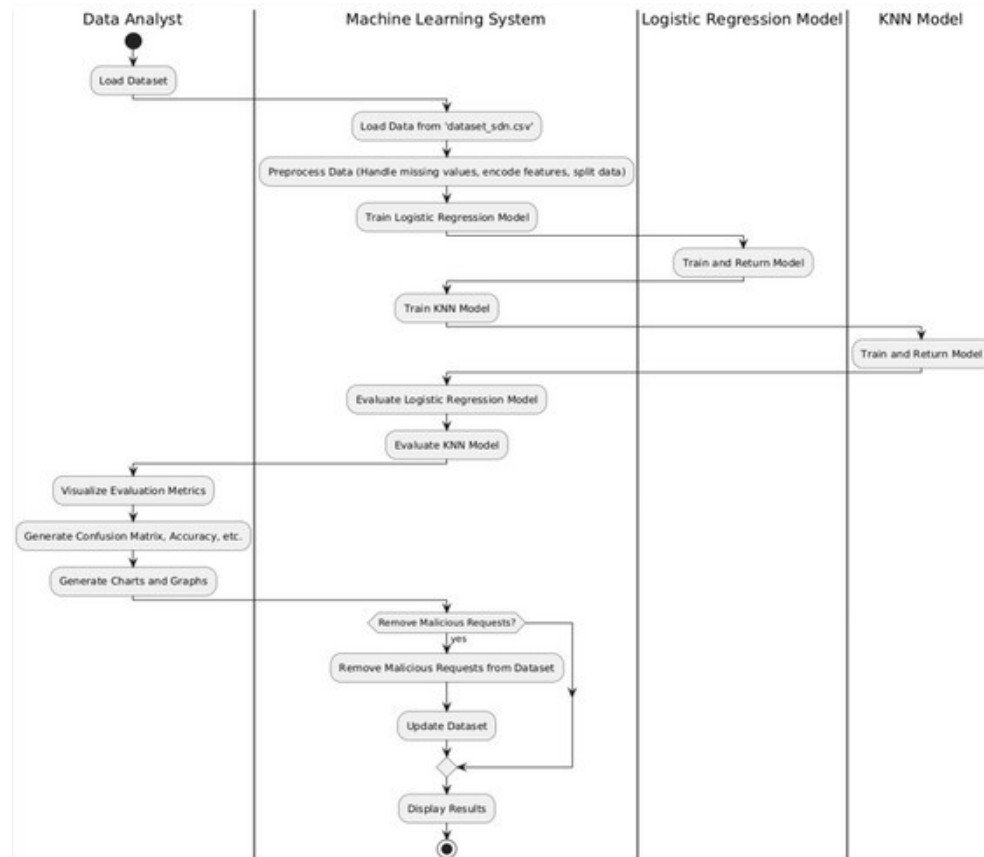 Data Analyst
Machine Learning System
Logistic Regression Model
KNN Model
Load Dataset
Load Data from 'dataset_sdn.csv'
Preprocess Data (Handle missing values, encode features, split data)
Train Logistic Regression Model
Train and Return Model
Train KNN Model
Train and Return Model
Evaluate Logistic Regression Model
Evaluate KNN Model
Visualize Evaluation Metrics
Generate Confusion Matrix, Accuracy, etc.
Generate Charts and Graphs
Remove Malicious Requests?
yes
Remove Malicious Requests from Dataset
Update Dataset
Display Results